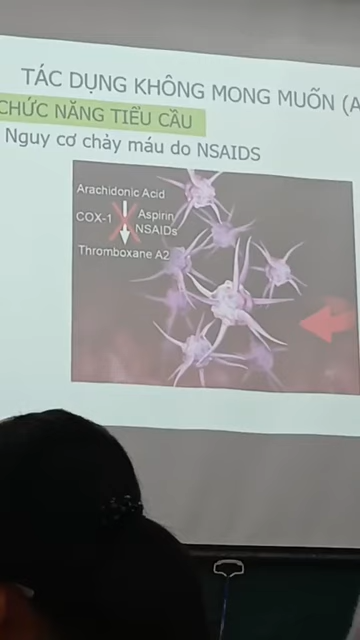 TÁC DỤNG KHÔNG MONG MUỐN (A
CHỨC NĂNG TIỂU CẦU
Nguy cơ chảy máu do NSAIDS
Arachidonic Acid
COX-1
Aspirin
NSAIDs
Thromboxane A2